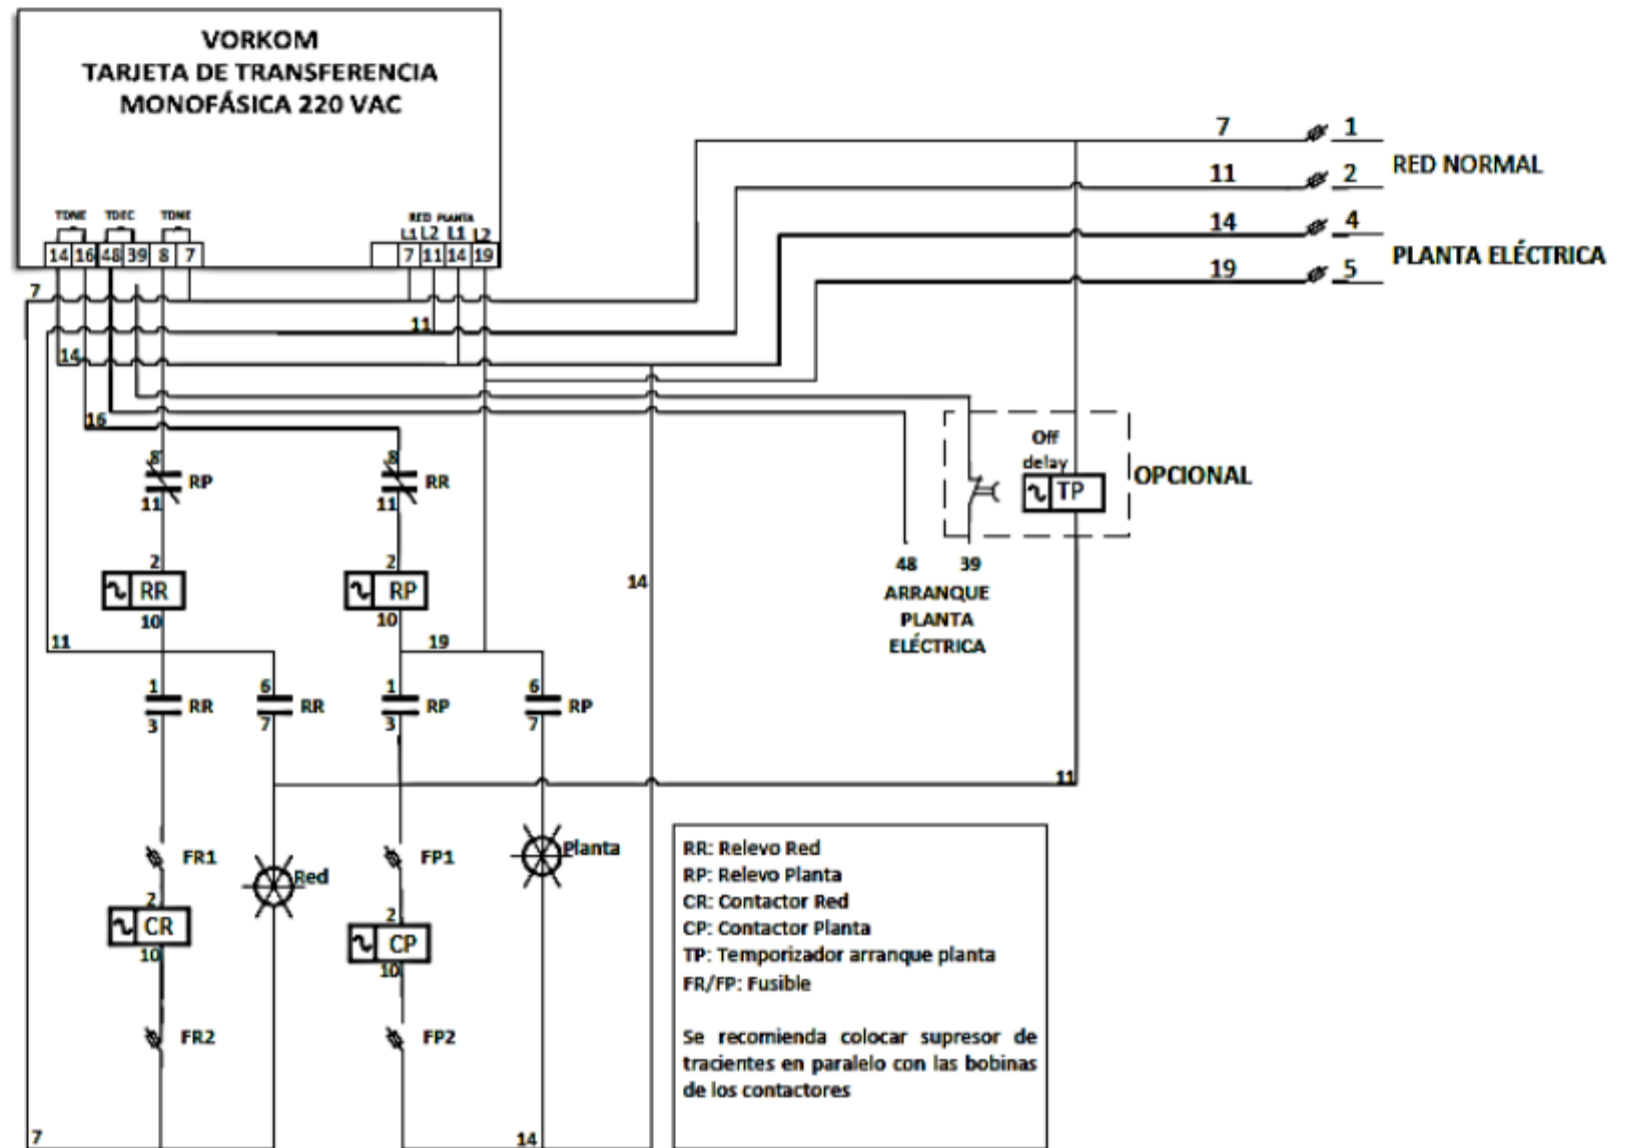 VORKOM
TARJETA DE TRANSFERENCIA
MONOFÁSICA 220 VAC
TDNE TDEC TDNE
RED PLANTA
L1 L2 L1 L2
14 16 48 39 8 7
7 11 14 19
7 1
11 2
RED NORMAL
14 4
19 5
PLANTA ELÉCTRICA
7
11
14
16
8
RP
11
8
RR
11
Off
delay
TP
OPCIONAL
2
RR
10
2
RP
10
14
48 39
ARRANQUE
PLANTA
ELÉCTRICA
11
19
1
RR
3
6
RR
7
1
RP
3
6
RP
7
11
FR1
Red
FP1
Planta
2
CR
10
2
CP
10
FR2
FP2
7
14
RR: Relevo Red
RP: Relevo Planta
CR: Contactor Red
CP: Contactor Planta
TP: Temporizador arranque planta
FR/FP: Fusible
Se recomienda colocar supresor de
tracientes en paralelo con las bobinas
de los contactores